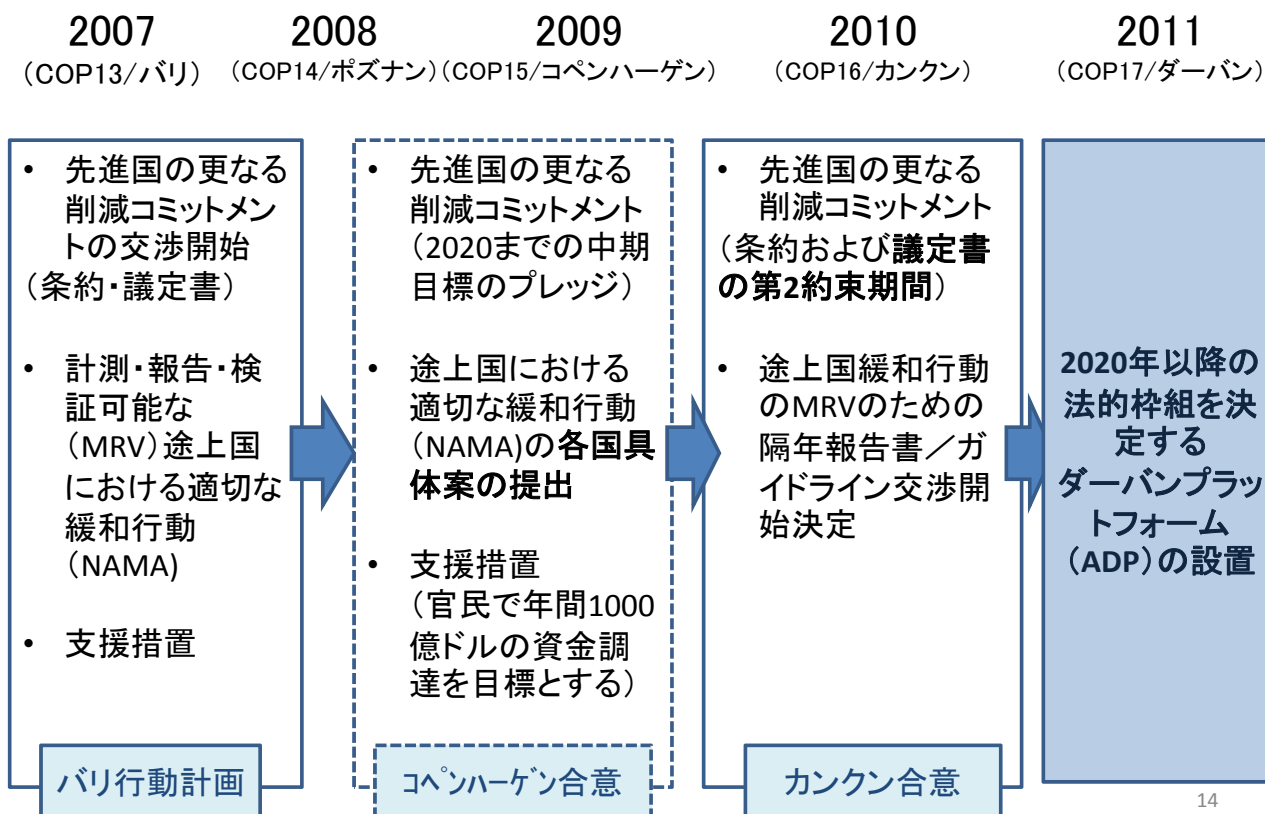 2007
（COP13/バリ）
2008
（COP14/ポズナン）
2009
（COP15/コペンハーゲン）
2010
（COP16/カンクン）
2011
（COP17/ダーバン）
• 先進国の更なる
削減コミットメン
トの交渉開始
（条約・議定書）
• 計測・報告・検
証可能な
（MRV）途上国
における適切な
緩和行動
（NAMA)
• 支援措置
バリ行動計画
• 先進国の更なる
削減コミットメント
（2020までの中期
目標のプレッジ）
• 途上国における
適切な緩和行動
（NAMA)の各国具
体案の提出
• 支援措置
（官民で年間1000
億ドルの資金調
達を目標とする）
ｺﾍﾟﾝﾊｰｹﾞﾝ合意
• 先進国の更なる
削減コミットメント
（条約および議定書
の第2約束期間）
• 途上国緩和行動
のMRVのための
隔年報告書／ガ
イドライン交渉開
始決定
カンクン合意
2020年以降の
法的枠組を決
定する
ダーバンプラッ
トフォーム
（ADP）の設置
14